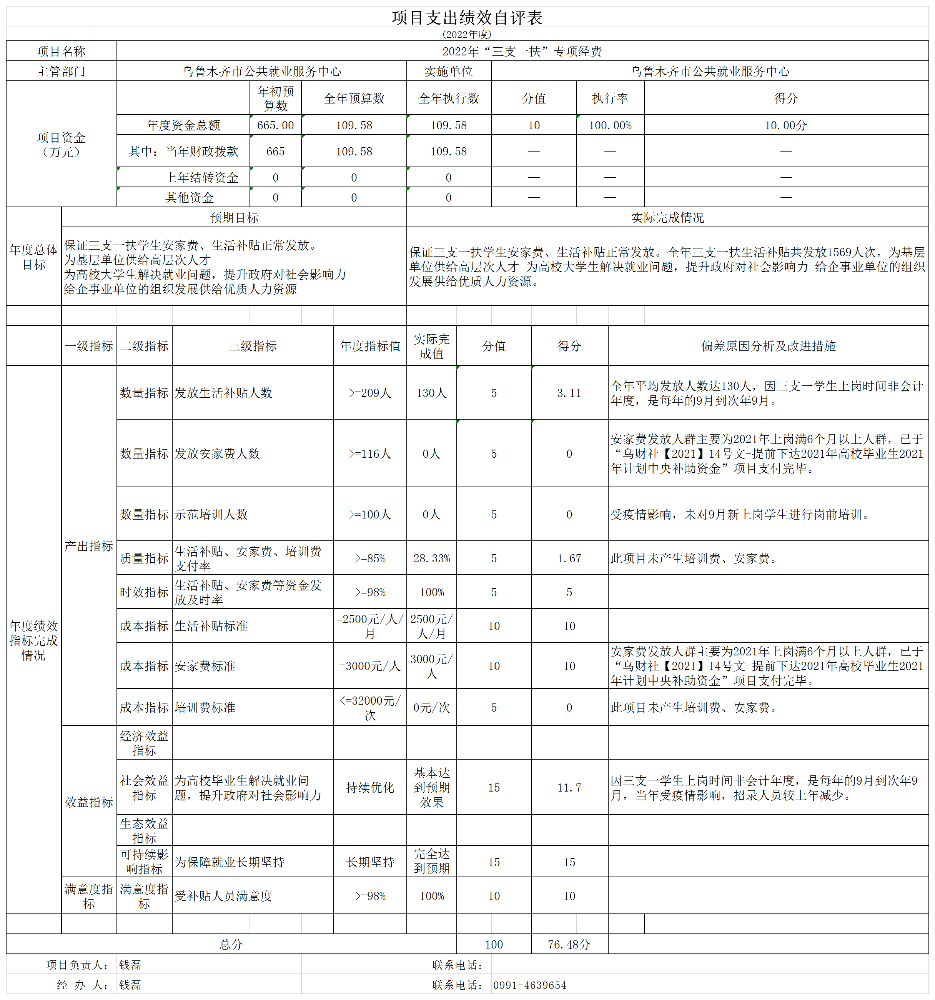 项目支出绩效自评表
(2022年度)
项目名称 2022年“三支一扶”专项经费
主管部门 乌鲁木齐市公共就业服务中心 实施单位 乌鲁木齐市公共就业服务中心
项目资金
（万元）
年初预
算数
全年预算数 全年执行数 分值 执行率 得分
年度资金总额 665.00 109.58 109.58 10 100.00% 10.00分
其中：当年财政拨款 665 109.58 109.58 — — —
上年结转资金 0 0 0 — — —
其他资金 0 0 0 — — —
年度总体
目标
预期目标 实际完成情况
保证三支一扶学生安家费、生活补贴正常发放。
为基层单位供给高层次人才
为高校大学生解决就业问题，提升政府对社会影响力
给企事业单位的组织发展供给优质人力资源
保证三支一扶学生安家费、生活补贴正常发放。全年三支一扶生活补贴共发放1569人次，为基层
单位供给高层次人才 为高校大学生解决就业问题，提升政府对社会影响力 给企事业单位的组织
发展供给优质人力资源。
一级指标 二级指标 三级指标 年度指标值
实际完
成值
分值 得分 偏差原因分析及改进措施
年度绩效
指标完成
情况
产出指标
数量指标 发放生活补贴人数 >=209人 130人 5 3.11
全年平均发放人数达130人，因三支一学生上岗时间非会计
年度，是每年的9月到次年9月。
数量指标 发放安家费人数 >=116人 0人 5 0
安家费发放人群主要为2021年上岗满6个月以上人群，已于
“乌财社【2021】14号文-提前下达2021年高校毕业生2021
年计划中央补助资金”项目支付完毕。
数量指标 示范培训人数 >=100人 0人 5 0 受疫情影响，未对9月新上岗学生进行岗前培训。
质量指标
生活补贴、安家费、培训费
支付率
>=85% 28.33% 5 1.67 此项目未产生培训费、安家费。
时效指标
生活补贴、安家费等资金发
放及时率
>=98% 100% 5 5
成本指标 生活补贴标准
=2500元/人/
月
2500元/
人/月
10 10
成本指标 安家费标准 =3000元/人
3000元/
人
10 10
安家费发放人群主要为2021年上岗满6个月以上人群，已于
“乌财社【2021】14号文-提前下达2021年高校毕业生2021
年计划中央补助资金”项目支付完毕。
成本指标 培训费标准
<=32000元/
次
0元/次 5 0 此项目未产生培训费、安家费。
效益指标
经济效益
指标
社会效益
指标
为高校毕业生解决就业问
题，提升政府对社会影响力
持续优化
基本达
到预期
效果
15 11.7
因三支一学生上岗时间非会计年度，是每年的9月到次年9
月，当年受疫情影响，招录人员较上年减少。
生态效益
指标
可持续影
响指标
为保障就业长期坚持 长期坚持
完全达
到预期
15 15
满意度指
标
满意度指
标
受补贴人员满意度 >=98% 100% 10 10
总分 100 76.48分
项目负责人： 钱磊 联系电话：
经 办 人： 钱磊 联系电话： 0991-4639654